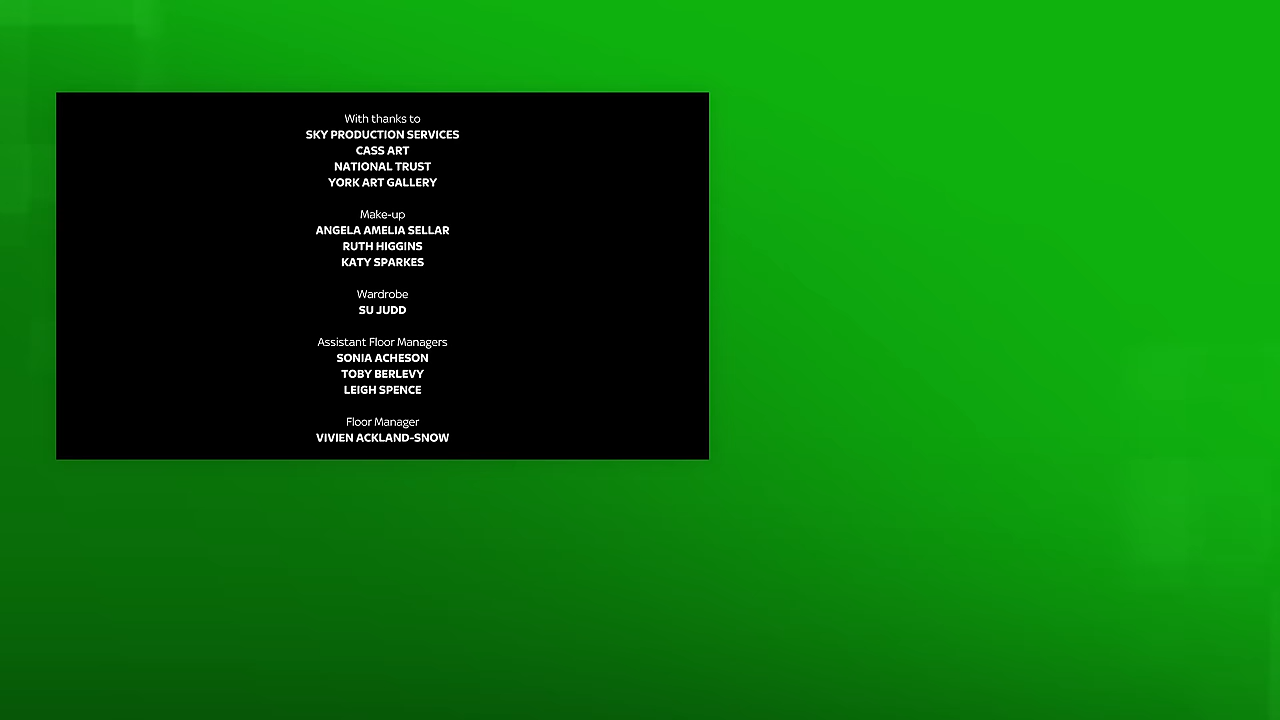 With thanks to
SKY PRODUCTION SERVICES
CASS ART
NATIONAL TRUST
YORK ART GALLERY
Make-up
ANGELA AMELIA SELLAR
RUTH HIGGINS
KATY SPARKES
Wardrobe
SU JUDD
Assistant Floor Managers
SONIA ACHESON
TOBY BERLEVY
LEIGH SPENCE
Floor Manager
VIVIEN ACKLAND-SNOW